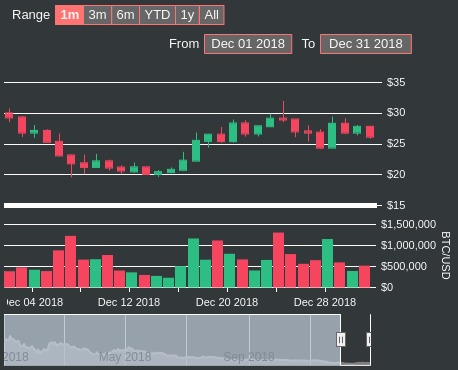 Range 1m 3m 6m YTD 1y All
From Dec 01 2018 To Dec 31 2018
$35
$30
$25
$20
$15
$1,500,000
$1,000,000
$500,000
$0
BTC/USD
ec 04 2018 Dec 12 2018 Dec 20 2018 Dec 28 2018
2018 May 2018 Sep 2018